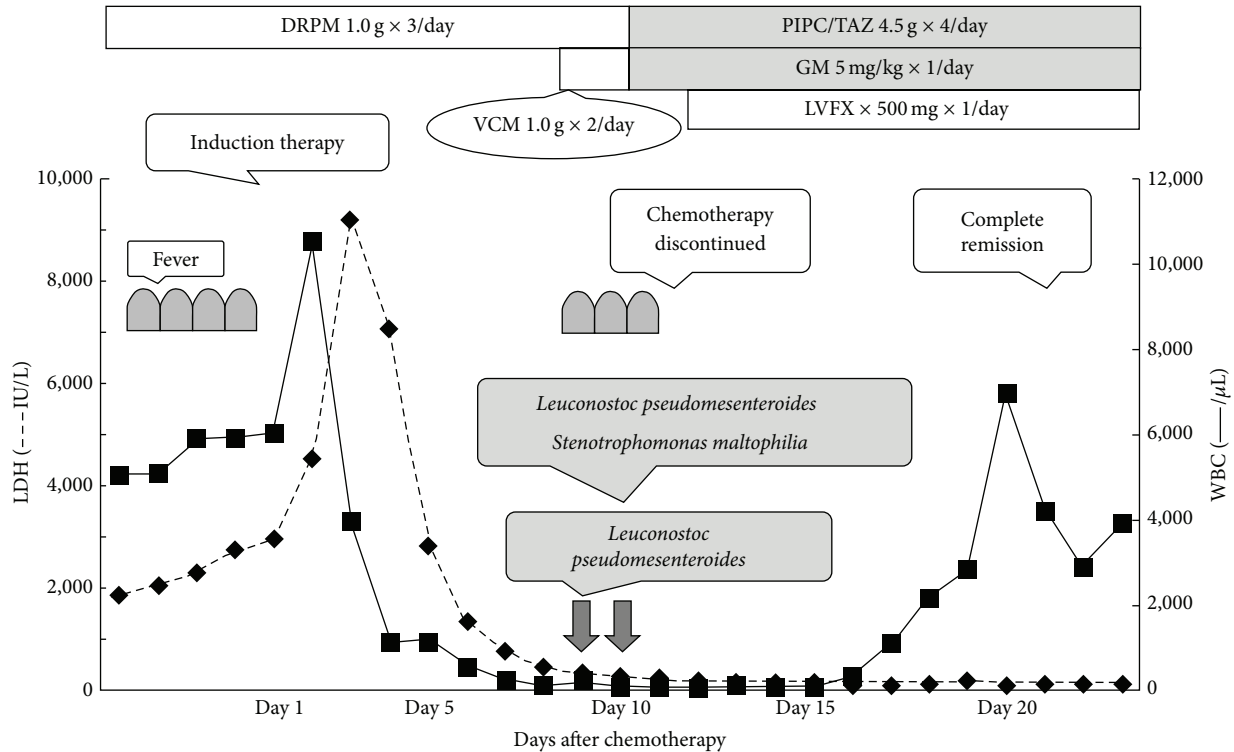 DRPM 1.0 g × 3/day
PIPC/TAZ 4.5 g × 4/day
GM 5 mg/kg × 1/day
VCM 1.0 g × 2/day
LVFX × 500 mg × 1/day
Induction therapy
10,000
12,000
Chemotherapy
discontinued
Complete
remission
Fever
8,000
10,000
8,000
6,000
Leuconostoc pseudomesenteroides
Stenotrophomonas maltophilia
6,000
4,000
4,000
Leuconostoc
pseudomesenteroides
2,000
2,000
0
0
LDH (---IU/L)
WBC (—/μL)
Day 1
Day 5
Day 10
Day 15
Day 20
Days after chemotherapy